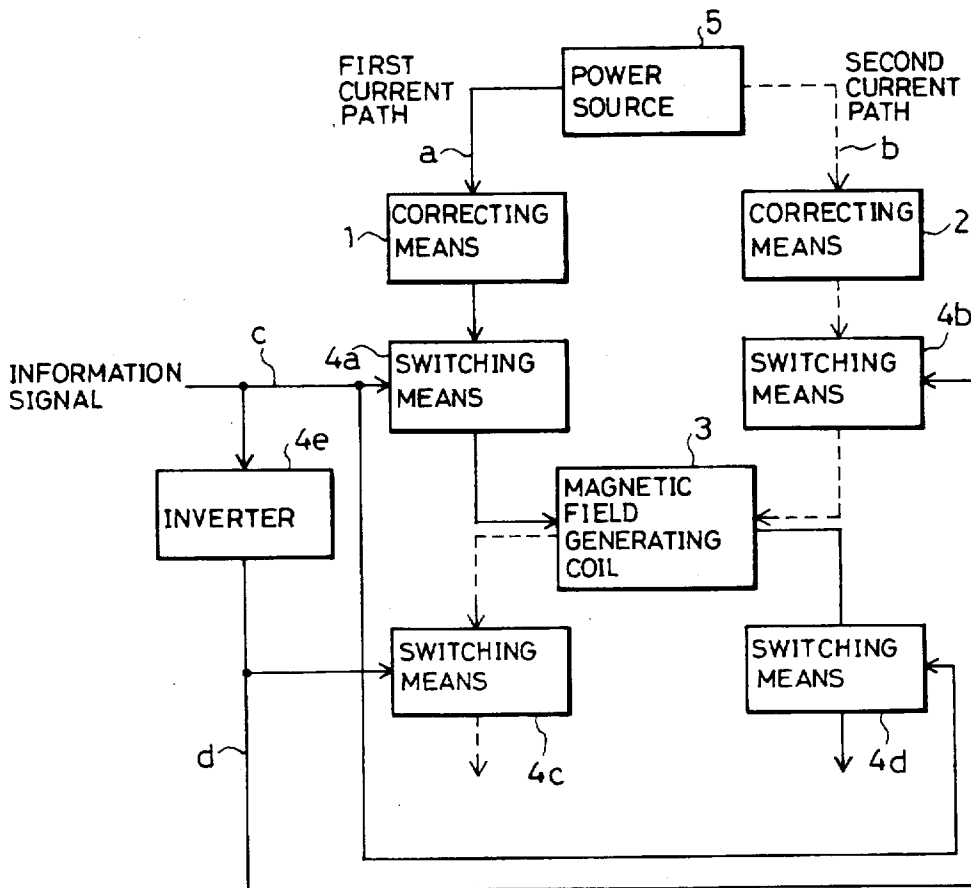 5
FIRST
CURRENT
PATH
POWER
SOURCE
SECOND
CURRENT
PATH
a
b
1
CORRECTING
MEANS
CORRECTING
MEANS
2
c
4a
SWITCHING
MEANS
SWITCHING
MEANS
4b
INFORMATION
SIGNAL
4e
INVERTER
3
MAGNETIC
FIELD
GENERATING
COIL
SWITCHING
MEANS
SWITCHING
MEANS
d
4c
4d